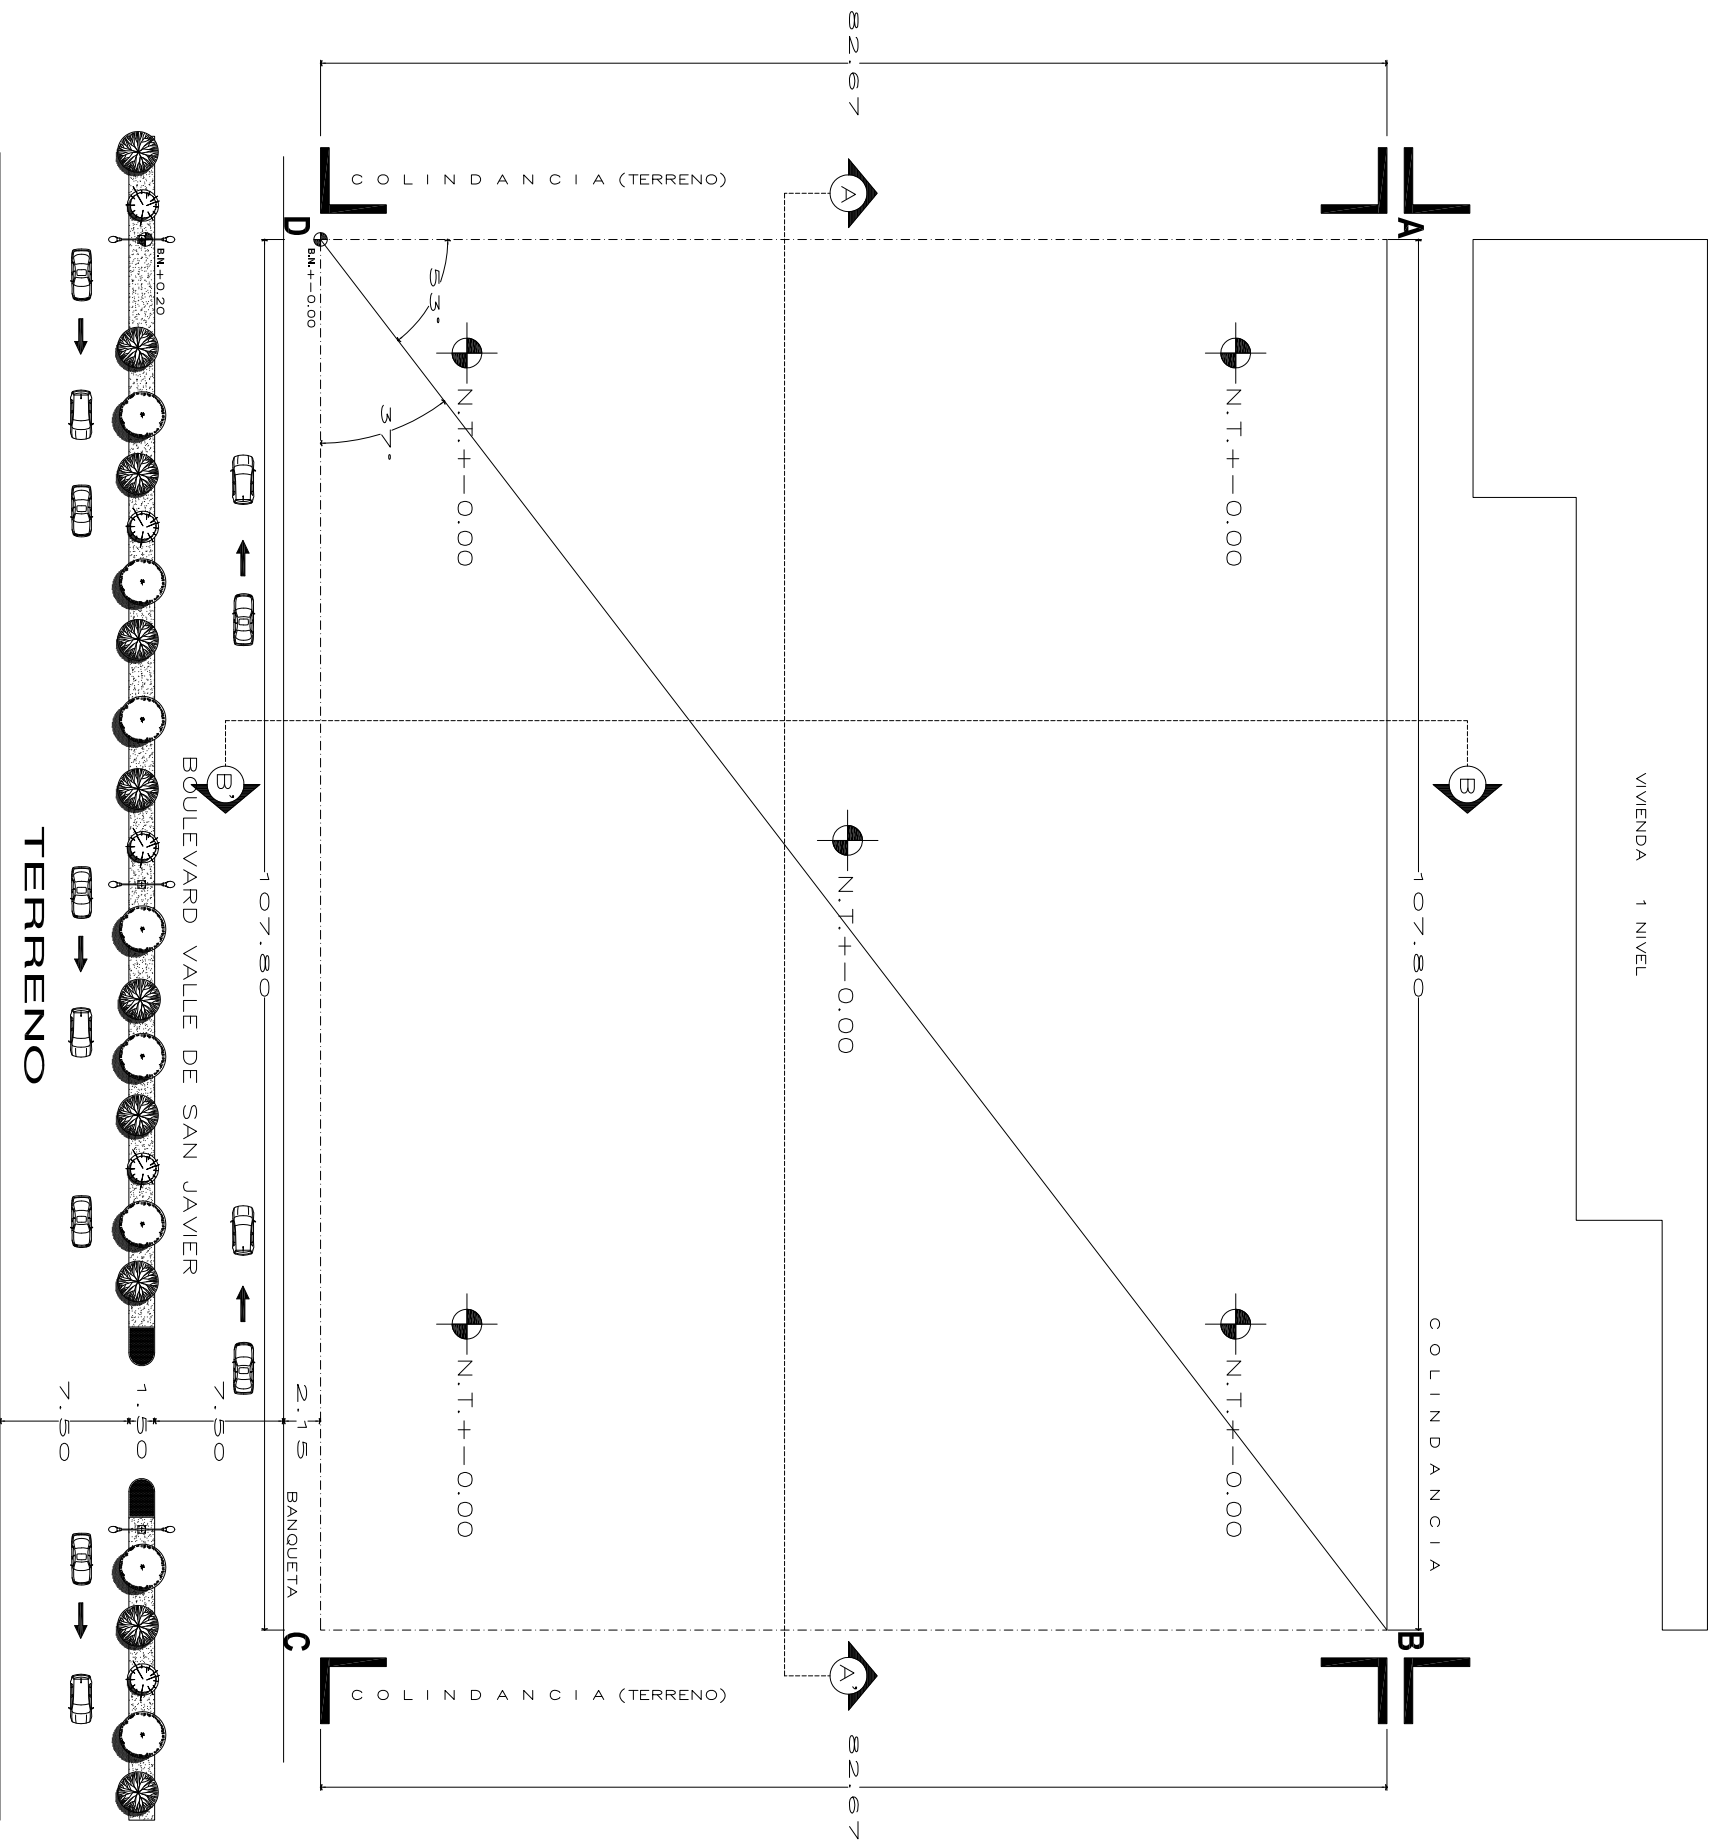 VIVIENDA 1 NIVEL
COLINDANCIA
A
B
107.80
B
82.67
COLINDANCIA (TERRENO)
A
N.T.+-0.00
N.T.+-0.00
N.T.+-0.00
N.T.+-0.00
N.T.+-0.00
A'
COLINDANCIA (TERRENO)
82.67
53°
37°
D
B.N.+-0.00
C
2.15
BANQUETA
107.80
B'
7.50
BOULEVARD VALLE DE SAN JAVIER
B.N.+0.20
1.50
7.50
TERRENO